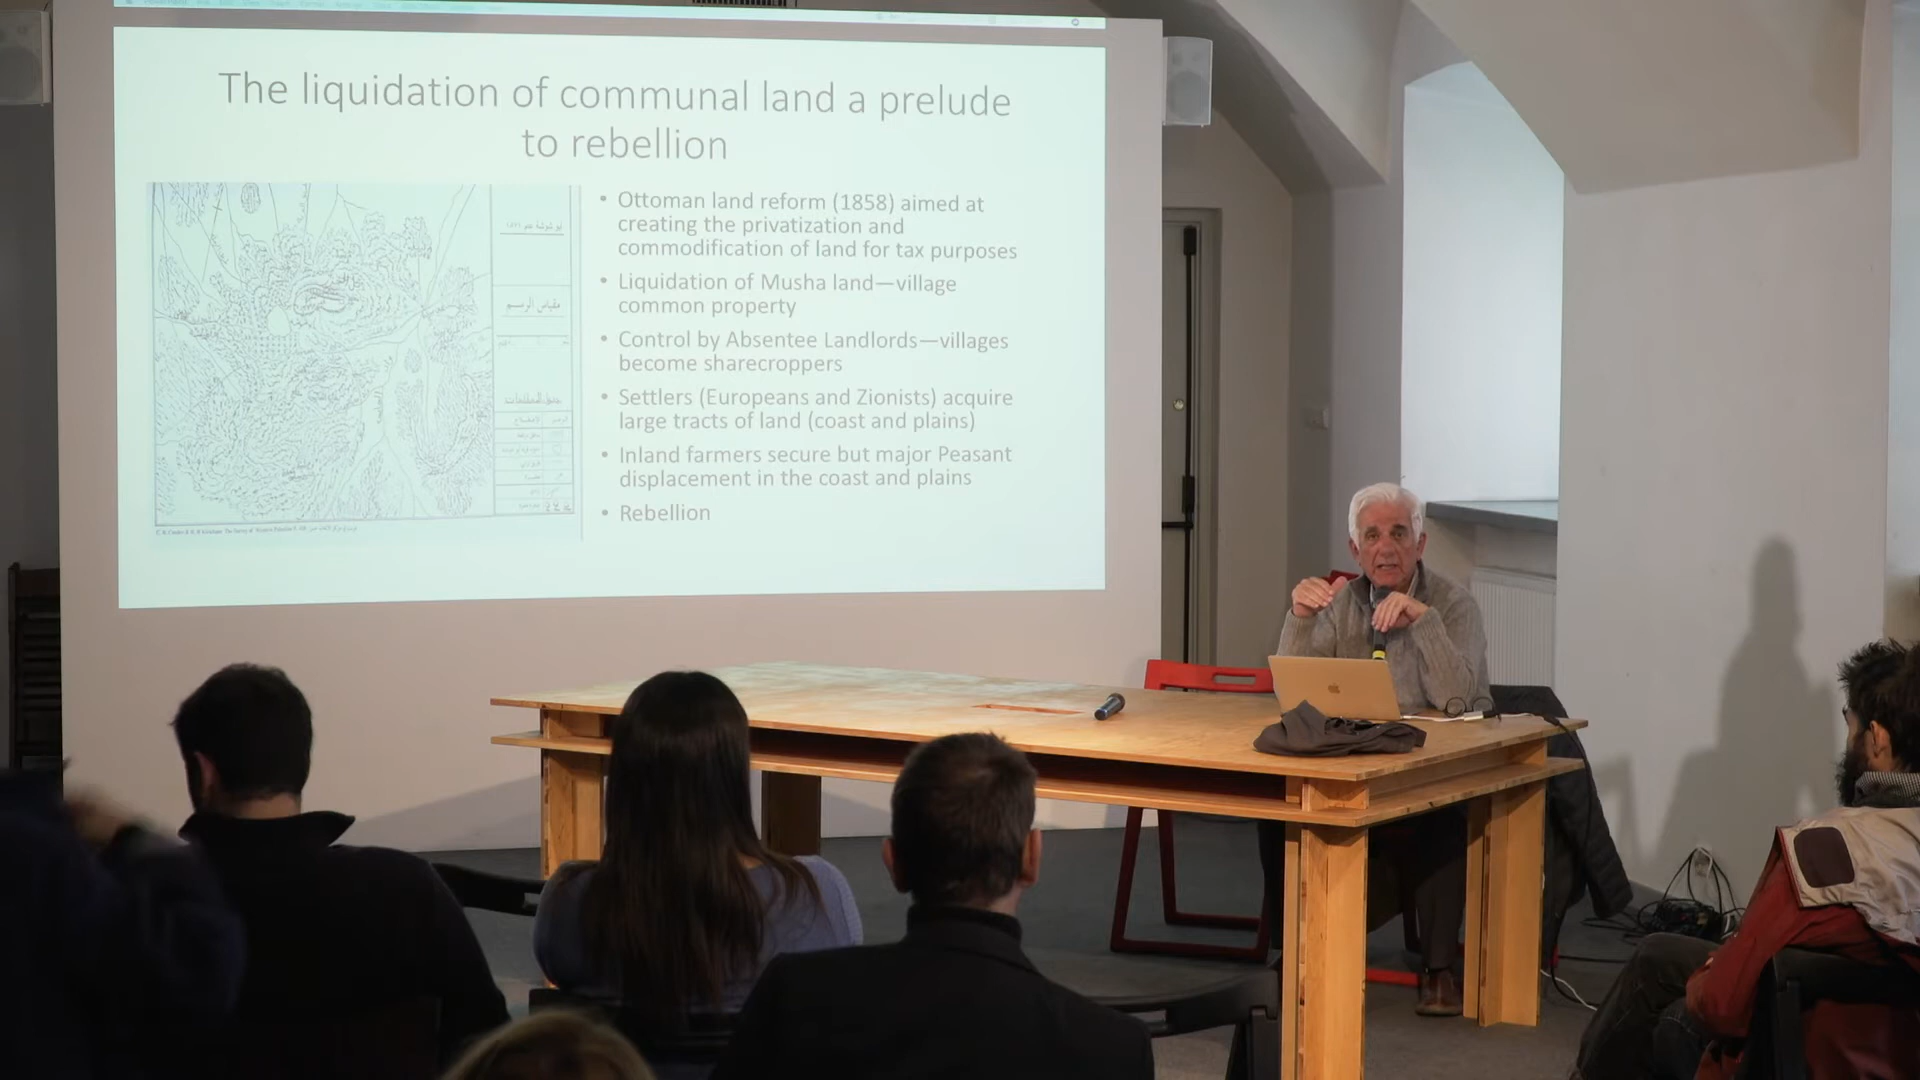 The liquidation of communal land a prelude
to rebellion
• Ottoman land reform (1858) aimed at
creating the privatization and
commodification of land for tax purposes
• Liquidation of Musha land—village
common property
• Control by Absentee Landlords—villages
become sharecroppers
• Settlers (Europeans and Zionists) acquire
large tracts of land (coast and plains)
• Inland farmers secure but major Peasant
displacement in the coast and plains
• Rebellion
مقياس الرسم